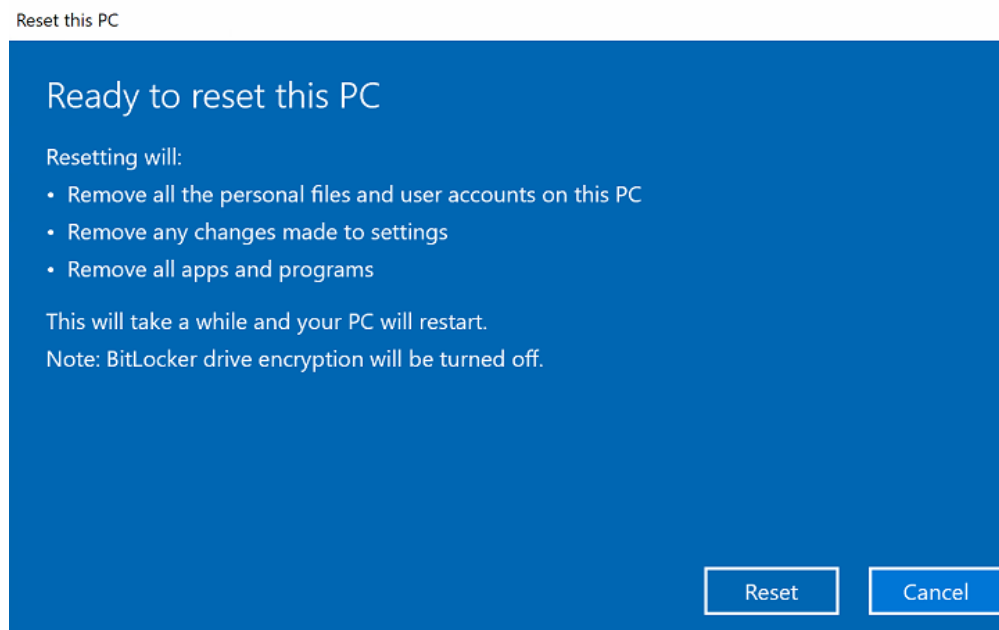 Reset this PC
Ready to reset this PC
Resetting will:
• Remove all the personal files and user accounts on this PC
• Remove any changes made to settings
• Remove all apps and programs
This will take a while and your PC will restart.
Note: BitLocker drive encryption will be turned off.
Reset Cancel